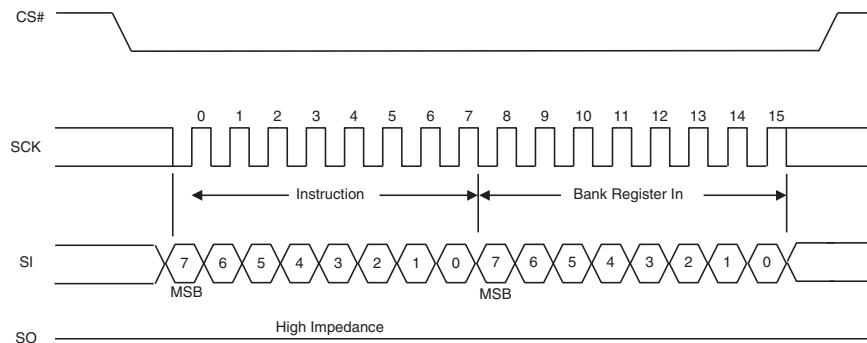 CS#
0 1 2 3 4 5 6 7 8 9 10 11 12 13 14 15
SCK
Instruction Bank Register In
SI 7 6 5 4 3 2 1 0 7 6 5 4 3 2 1 0
MSB MSB
High Impedance
SO